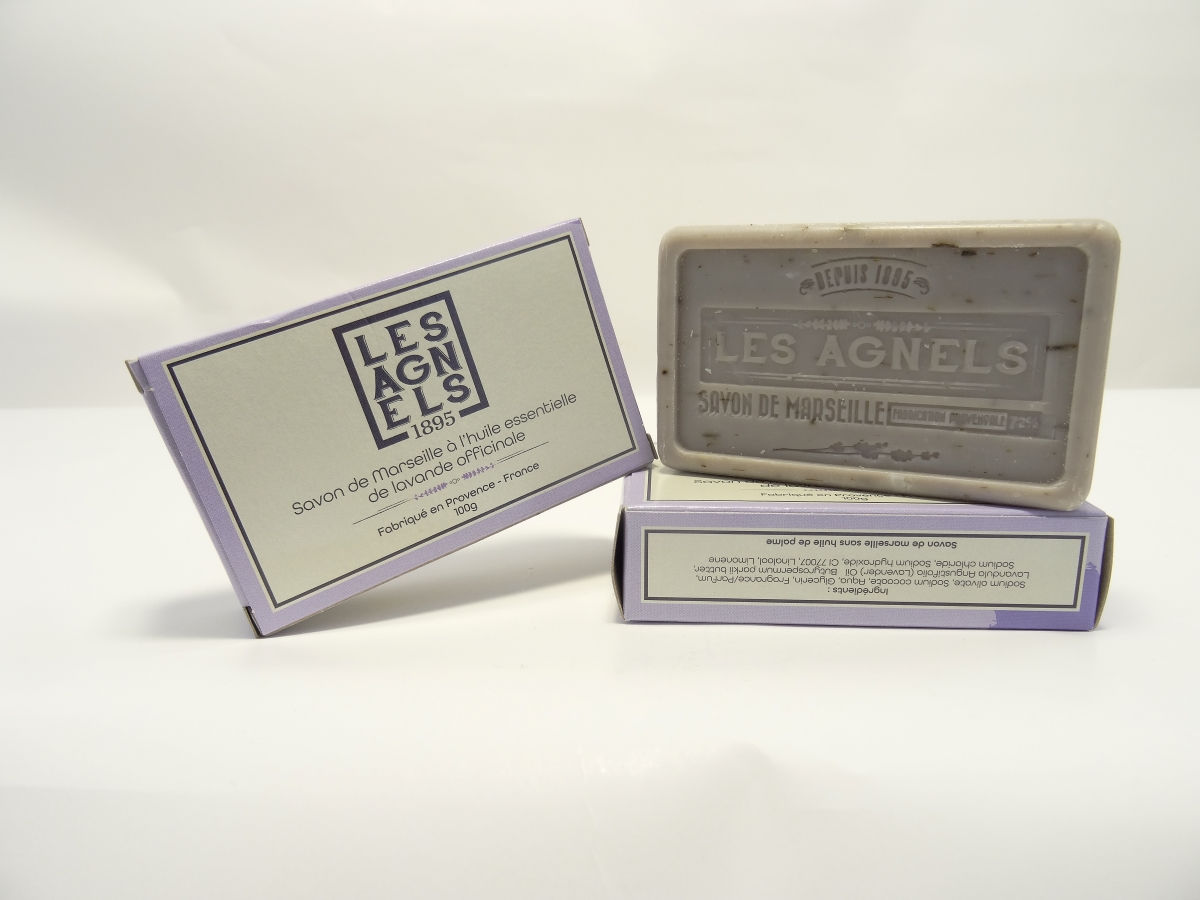 LES
AGN
ELS
1895
Savon de Marseille à l'huile essentielle
de lavande officinale
Fabriqué en Provence - France
100g
DEPUIS 1895
LES AGNELS
SAVON DE MARSEILLE FABRICATION PROVENÇALE
Ingrédients :
Sodium olivate, Sodium cocoate, Aqua, Glycerin, Fragrance/Parfum,
Lavandula Angustifolia (Lavender) Oil, Butyrospermum parkii butter,
Sodium chloride, Sodium hydroxide, CI 77007, Linalool, Limonene
Savon de marseille sans huile de palme